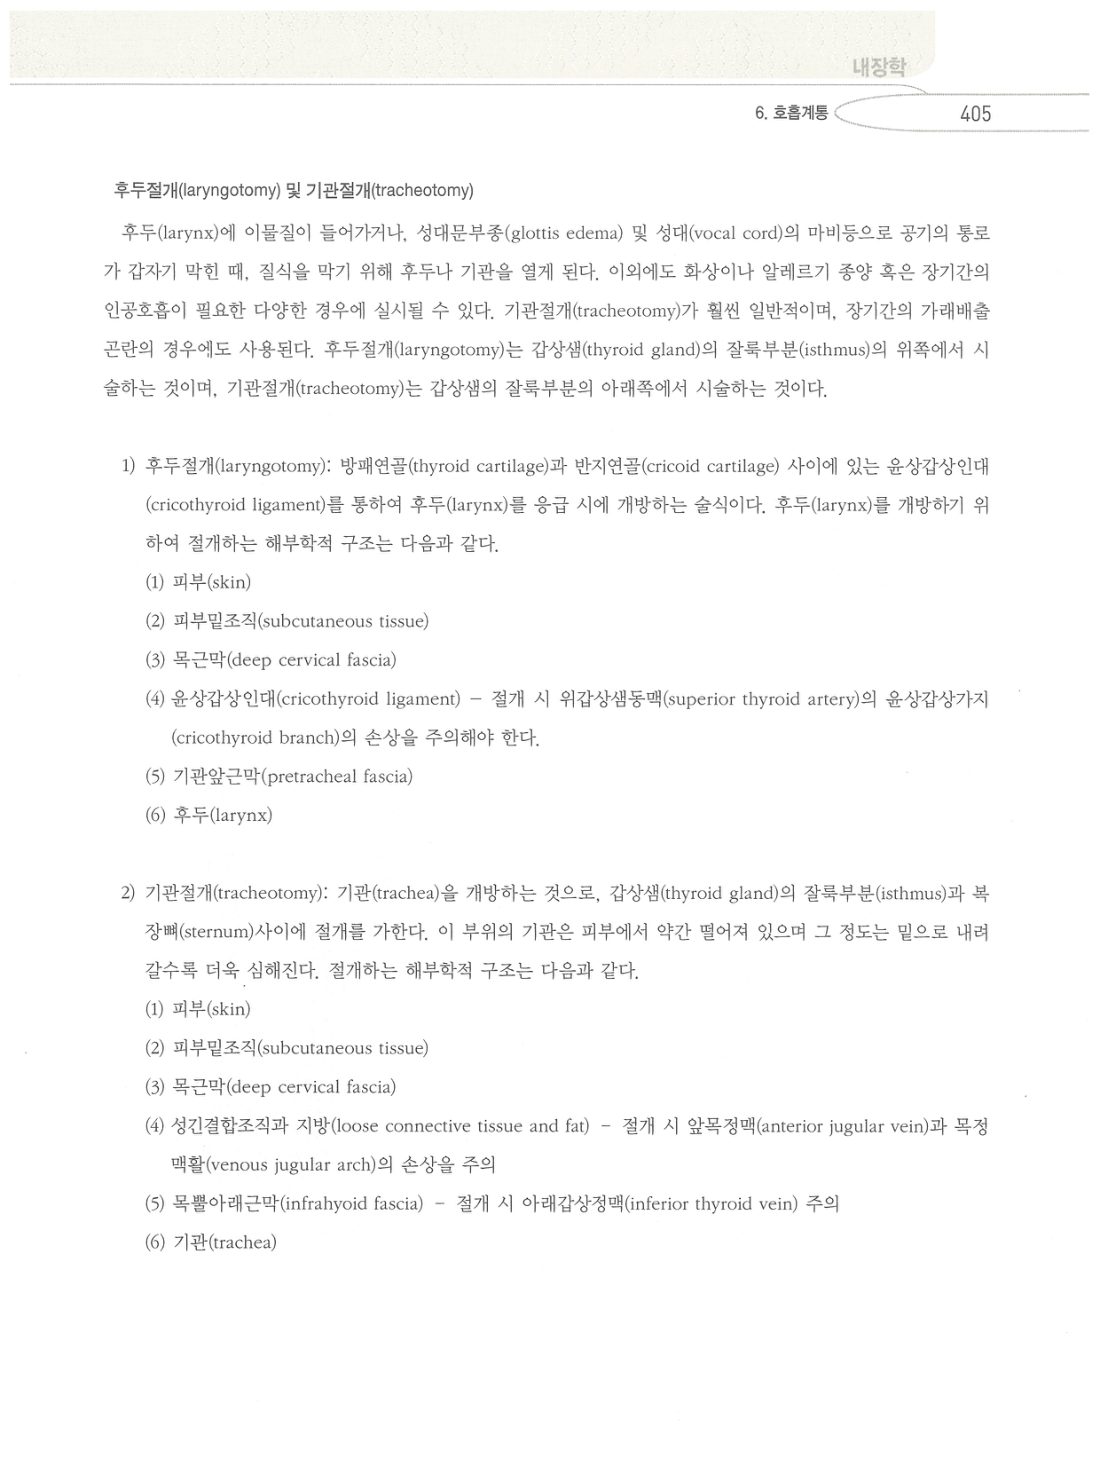 내장학
6. 호흡계통
405
후두절개(laryngotomy) 및 기관절개(tracheotomy)
후두(larynx)에 이물질이 들어가거나, 성대문부종(glottis edema) 및 성대(vocal cord)의 마비등으로 공기의 통로
가 갑자기 막힌 때, 질식을 막기 위해 후두나 기관을 열게 된다. 이외에도 화상이나 알레르기 종양 혹은 장기간의
인공호흡이 필요한 다양한 경우에 실시될 수 있다. 기관절개(tracheotomy)가 훨씬 일반적이며, 장기간의 가래배출
곤란의 경우에도 사용된다. 후두절개(laryngotomy)는 갑상샘(thyroid gland)의 잘룩부분(isthmus)의 위쪽에서 시
술하는 것이며, 기관절개(tracheotomy)는 갑상샘의 잘룩부분의 아래쪽에서 시술하는 것이다.
1) 후두절개(laryngotomy): 방패연골(thyroid cartilage)과 반지연골(cricoid cartilage) 사이에 있는 윤상갑상인대
(cricothyroid ligament)를 통하여 후두(larynx)를 응급 시에 개방하는 술식이다. 후두(larynx)를 개방하기 위
하여 절개하는 해부학적 구조는 다음과 같다.
(1) 피부(skin)
(2) 피부밑조직(subcutaneous tissue)
(3) 목근막(deep cervical fascia)
(4) 윤상갑상인대(cricothyroid ligament) – 절개 시 위갑상샘동맥(superior thyroid artery)의 윤상갑상가지
(cricothyroid branch)의 손상을 주의해야 한다.
(5) 기관앞근막(pretracheal fascia)
(6) 후두(larynx)
2) 기관절개(tracheotomy): 기관(trachea)을 개방하는 것으로, 갑상샘(thyroid gland)의 잘룩부분(isthmus)과 복
장뼈(sternum)사이에 절개를 가한다. 이 부위의 기관은 피부에서 약간 떨어져 있으며 그 정도는 밑으로 내려
갈수록 더욱 심해진다. 절개하는 해부학적 구조는 다음과 같다.
(1) 피부(skin)
(2) 피부밑조직(subcutaneous tissue)
(3) 목근막(deep cervical fascia)
(4) 성긴결합조직과 지방(loose connective tissue and fat) – 절개 시 앞목정맥(anterior jugular vein)과 목정
맥활(venous jugular arch)의 손상을 주의
(5) 목뿔아래근막(infrahyoid fascia) – 절개 시 아래갑상정맥(inferior thyroid vein) 주의
(6) 기관(trachea)